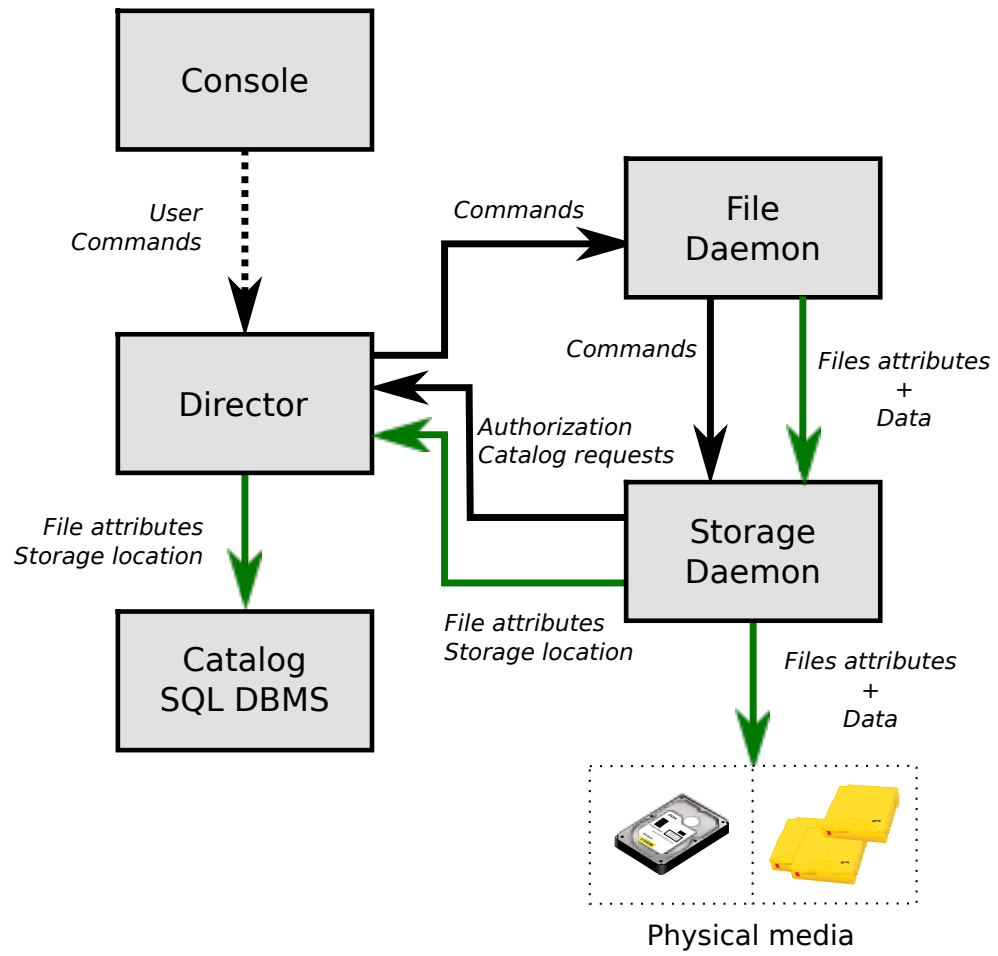 Console
User
Commands
Commands
File
Daemon
Director
Commands
Files attributes
+
Data
Authorization
Catalog requests
File attributes
Storage location
Storage
Daemon
File attributes
Storage location
Catalog
SQL DBMS
Files attributes
+
Data
Physical media